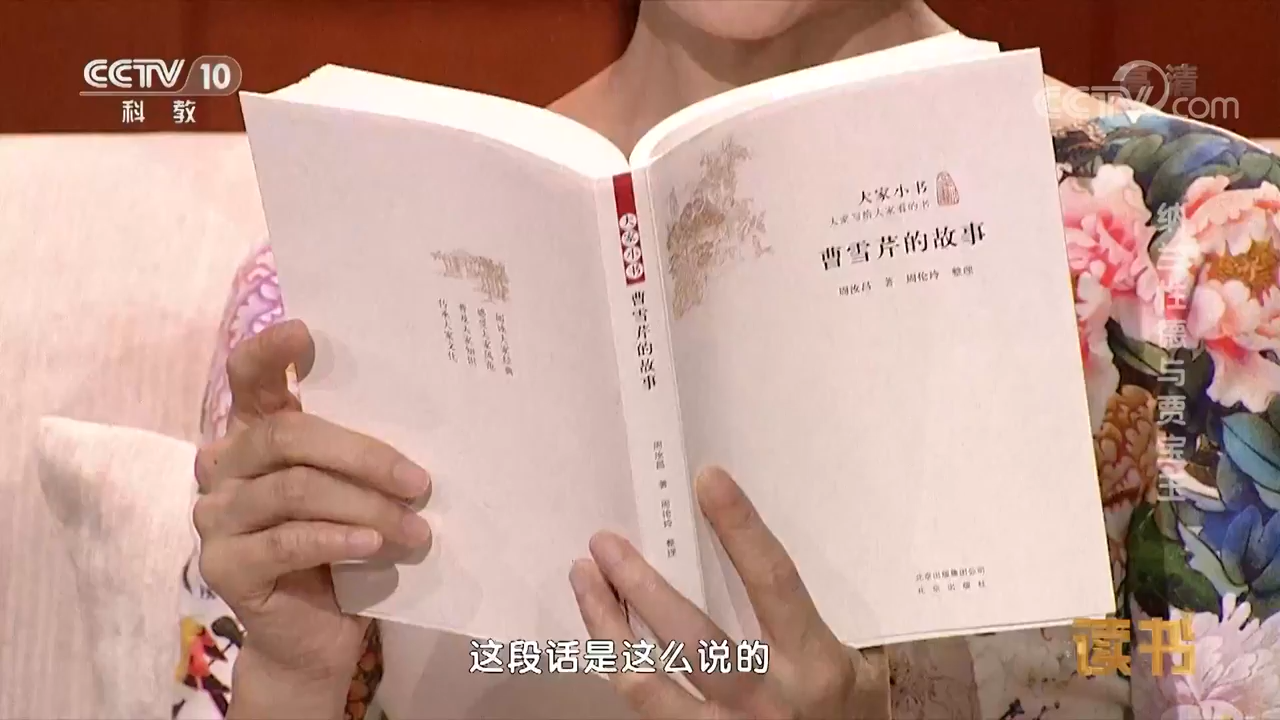 CCTV 10
科教
高清
CCTV.com
大家小书
大家写给大家看的书
曹雪芹的故事
周汝昌 著 周伦玲 整理
北京出版集团公司
北京出版社
大家小书
曹雪芹的故事
周汝昌 著 周伦玲 整理
阅读大家经典
感受大家风范
普及大家知识
传承大家文化
纳兰性德与贾宝玉
读书
这段话是这么说的